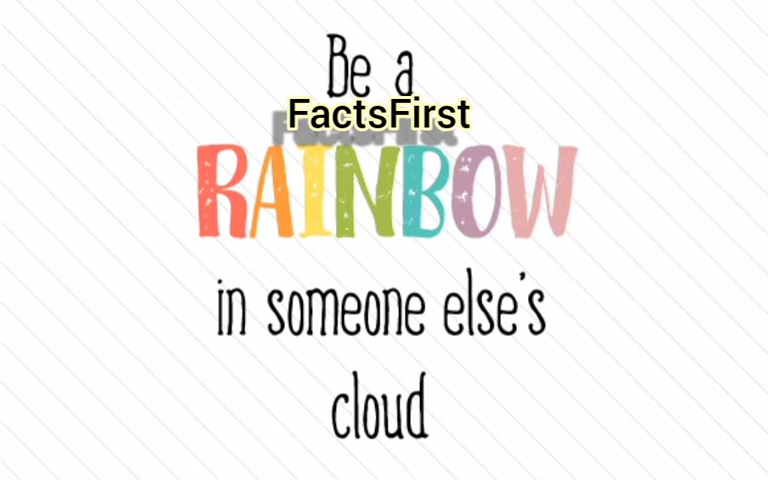 Be a
FactsFirst
RAINBOW
in someone else's
cloud